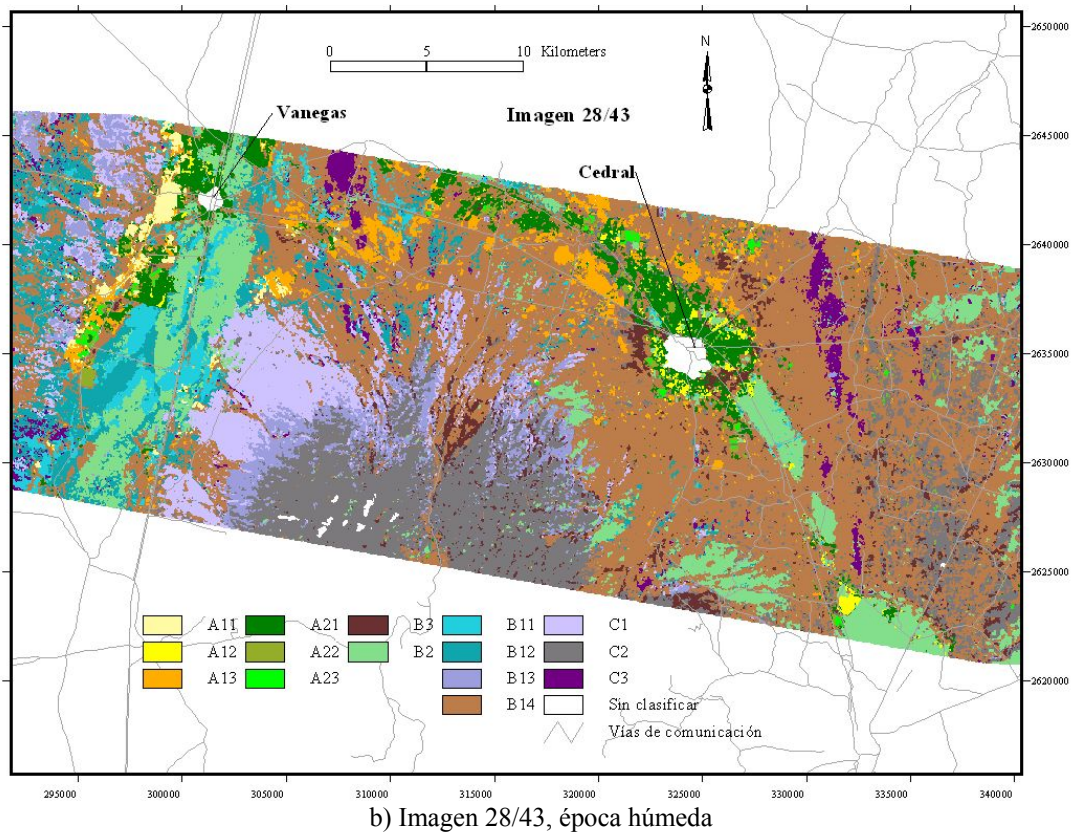 0 5 10 Kilometers
N
Imagen 28/43
Vanegas
Cedral
2650000
2645000
2640000
2635000
2630000
2625000
2620000
A11 A21 B3 B11 C1
A12 A22 B2 B12 C2
A13 A23 B13 C3
B14 Sin clasificar
Vías de comunicación
295000 300000 305000 310000 315000 320000 325000 330000 335000 340000
b) Imagen 28/43, época húmeda